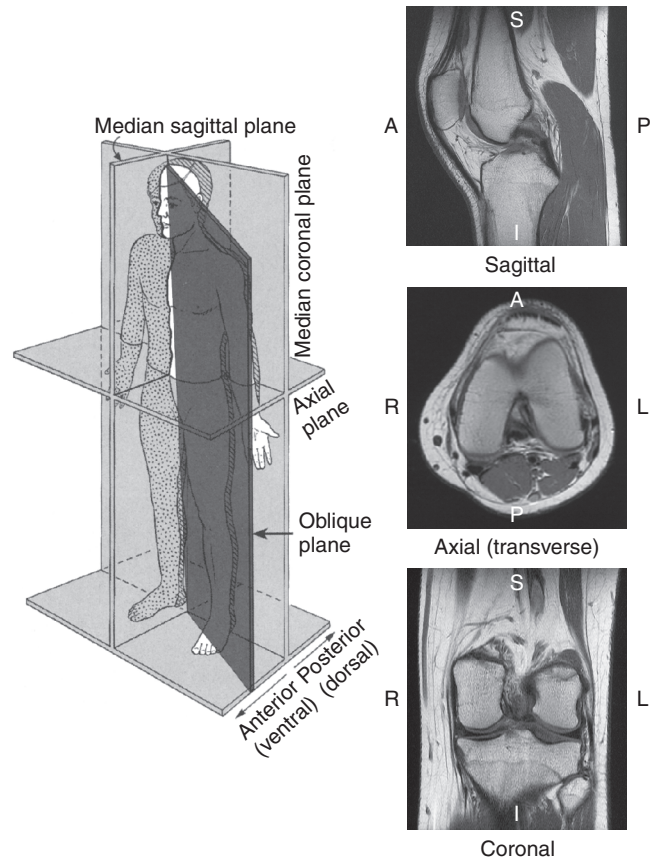 Median sagittal plane
Median coronal plane
Axial
plane
Oblique
plane
Anterior Posterior
(ventral) (dorsal)
S
A
P
I
Sagittal
A
R
L
P
Axial (transverse)
S
R
L
I
Coronal